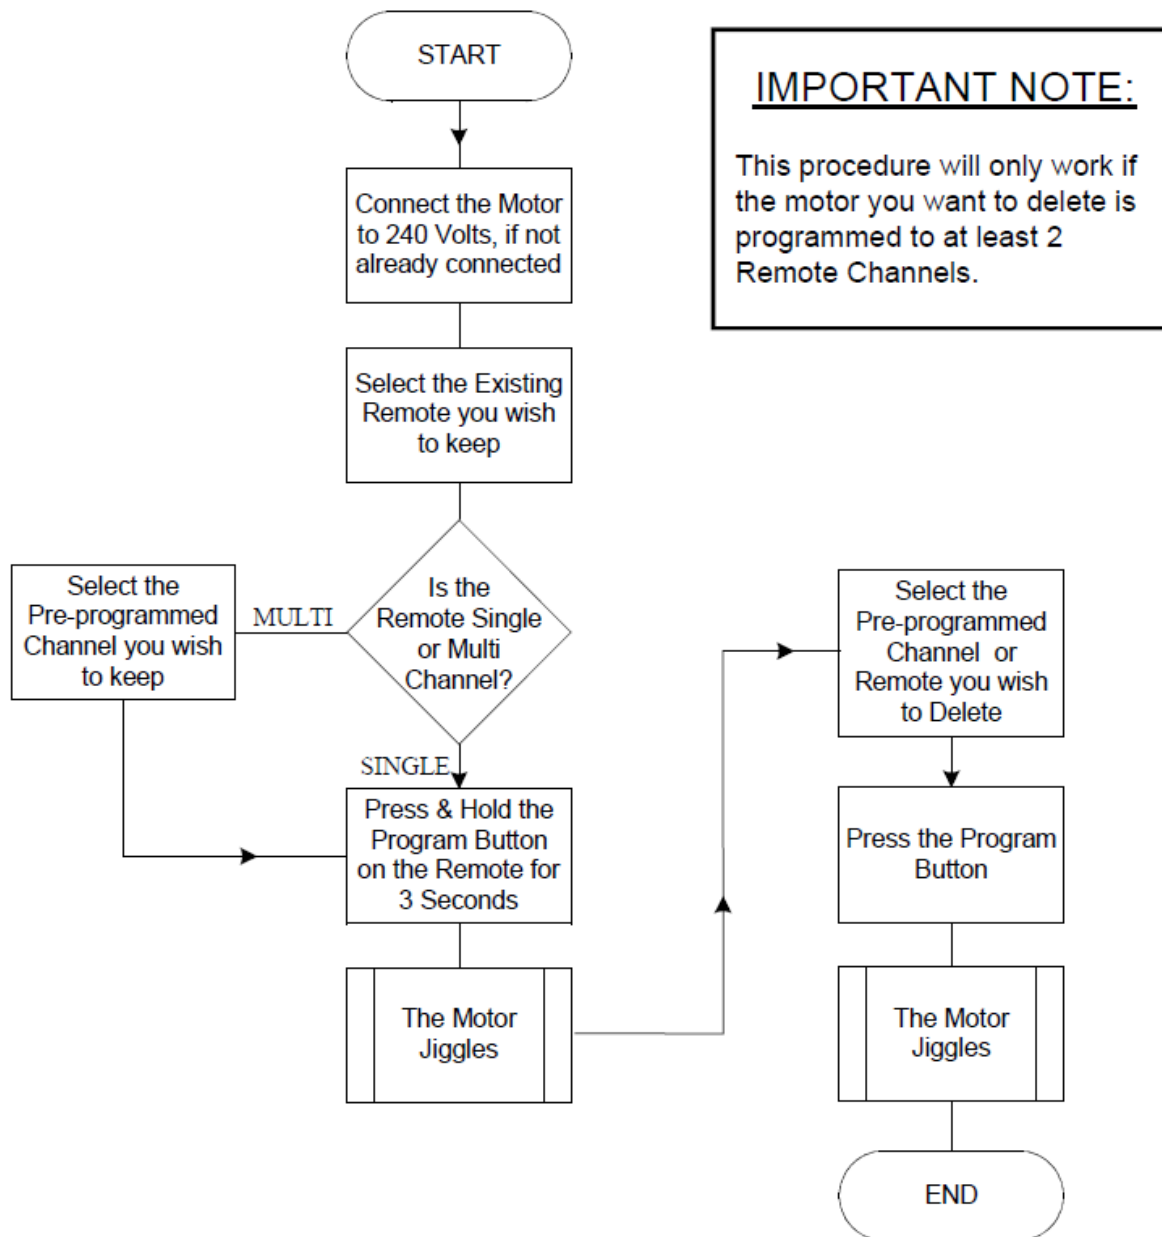 START
IMPORTANT NOTE:
This procedure will only work if
the motor you want to delete is
programmed to at least 2
Remote Channels.
Connect the Motor
to 240 Volts, if not
already connected
Select the Existing
Remote you wish
to keep
Is the
Remote Single
or Multi
Channel?
MULTI
Select the
Pre-programmed
Channel you wish
to keep
SINGLE
Press & Hold the
Program Button
on the Remote for
3 Seconds
The Motor
Jiggles
Select the
Pre-programmed
Channel or
Remote you wish
to Delete
Press the Program
Button
The Motor
Jiggles
END